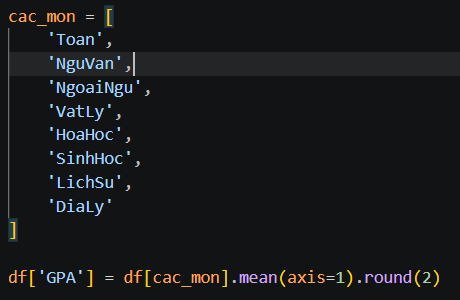 cac_mon = [
    'Toan',
    'NguVan',
    'NgoaiNgu',
    'VatLy',
    'HoaHoc',
    'SinhHoc',
    'LichSu',
    'DiaLy'
]
df['GPA'] = df[cac_mon].mean(axis=1).round(2)